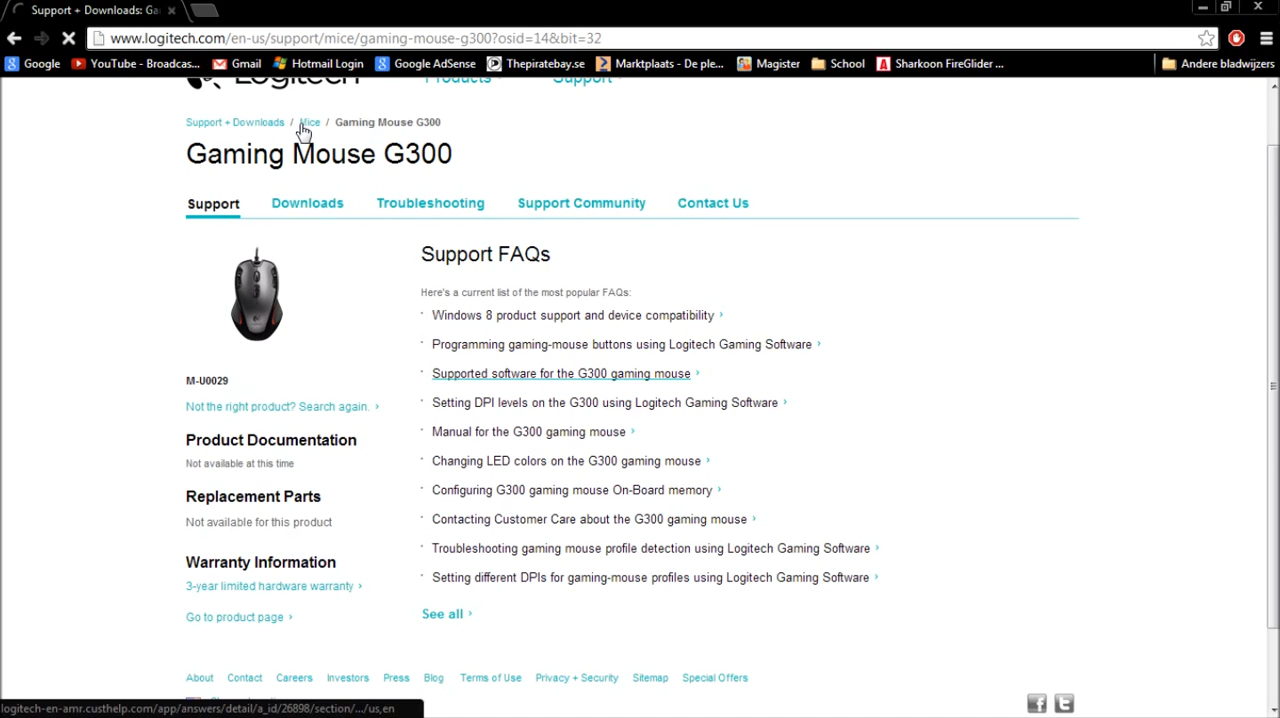 Support + Downloads: Ga
www.logitech.com/en-us/support/mice/gaming-mouse-g300?osid=14&bit=32
Google YouTube - Broadcas... Gmail Hotmail Login Google AdSense Thepiratebay.se Marktplaats - De ple... Magister School Sharkoon FireGlider ... Andere bladwijzers
Logitech Products Support
Support + Downloads / Mice / Gaming Mouse G300
Gaming Mouse G300
Support Downloads Troubleshooting Support Community Contact Us
Support FAQs
Here's a current list of the most popular FAQs:
Windows 8 product support and device compatibility ›
Programming gaming-mouse buttons using Logitech Gaming Software ›
Supported software for the G300 gaming mouse ›
Setting DPI levels on the G300 using Logitech Gaming Software ›
Manual for the G300 gaming mouse ›
Changing LED colors on the G300 gaming mouse ›
Configuring G300 gaming mouse On-Board memory ›
Contacting Customer Care about the G300 gaming mouse ›
Troubleshooting gaming mouse profile detection using Logitech Gaming Software ›
Setting different DPIs for gaming-mouse profiles using Logitech Gaming Software ›
See all ›
M-U0029
Not the right product? Search again. ›
Product Documentation
Not available at this time
Replacement Parts
Not available for this product
Warranty Information
3-year limited hardware warranty ›
Go to product page ›
About Contact Careers Investors Press Blog Terms of Use Privacy + Security Sitemap Special Offers
logitech-en-amr.custhelp.com/app/answers/detail/a_id/26898/section/.../us,en